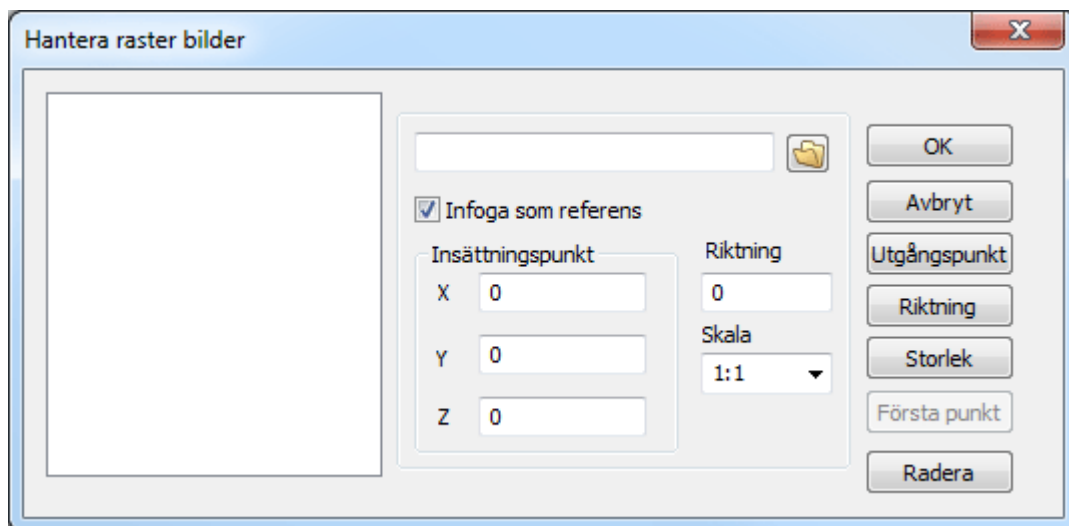 Hantera raster bilder
Infoga som referens
Insättningspunkt
X 0
Y 0
Z 0
Riktning
0
Skala
1:1
OK
Avbryt
Utgångspunkt
Riktning
Storlek
Första punkt
Radera